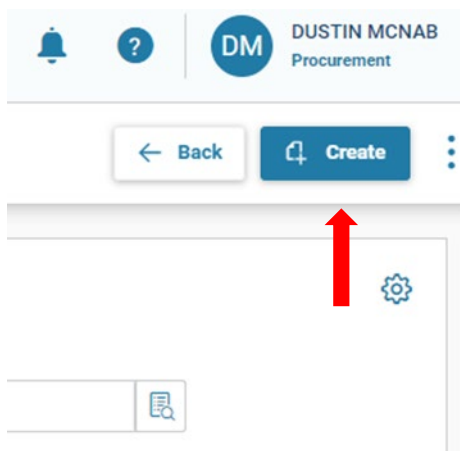 ?
DM
DUSTIN MCNAB
Procurement
Back
Create